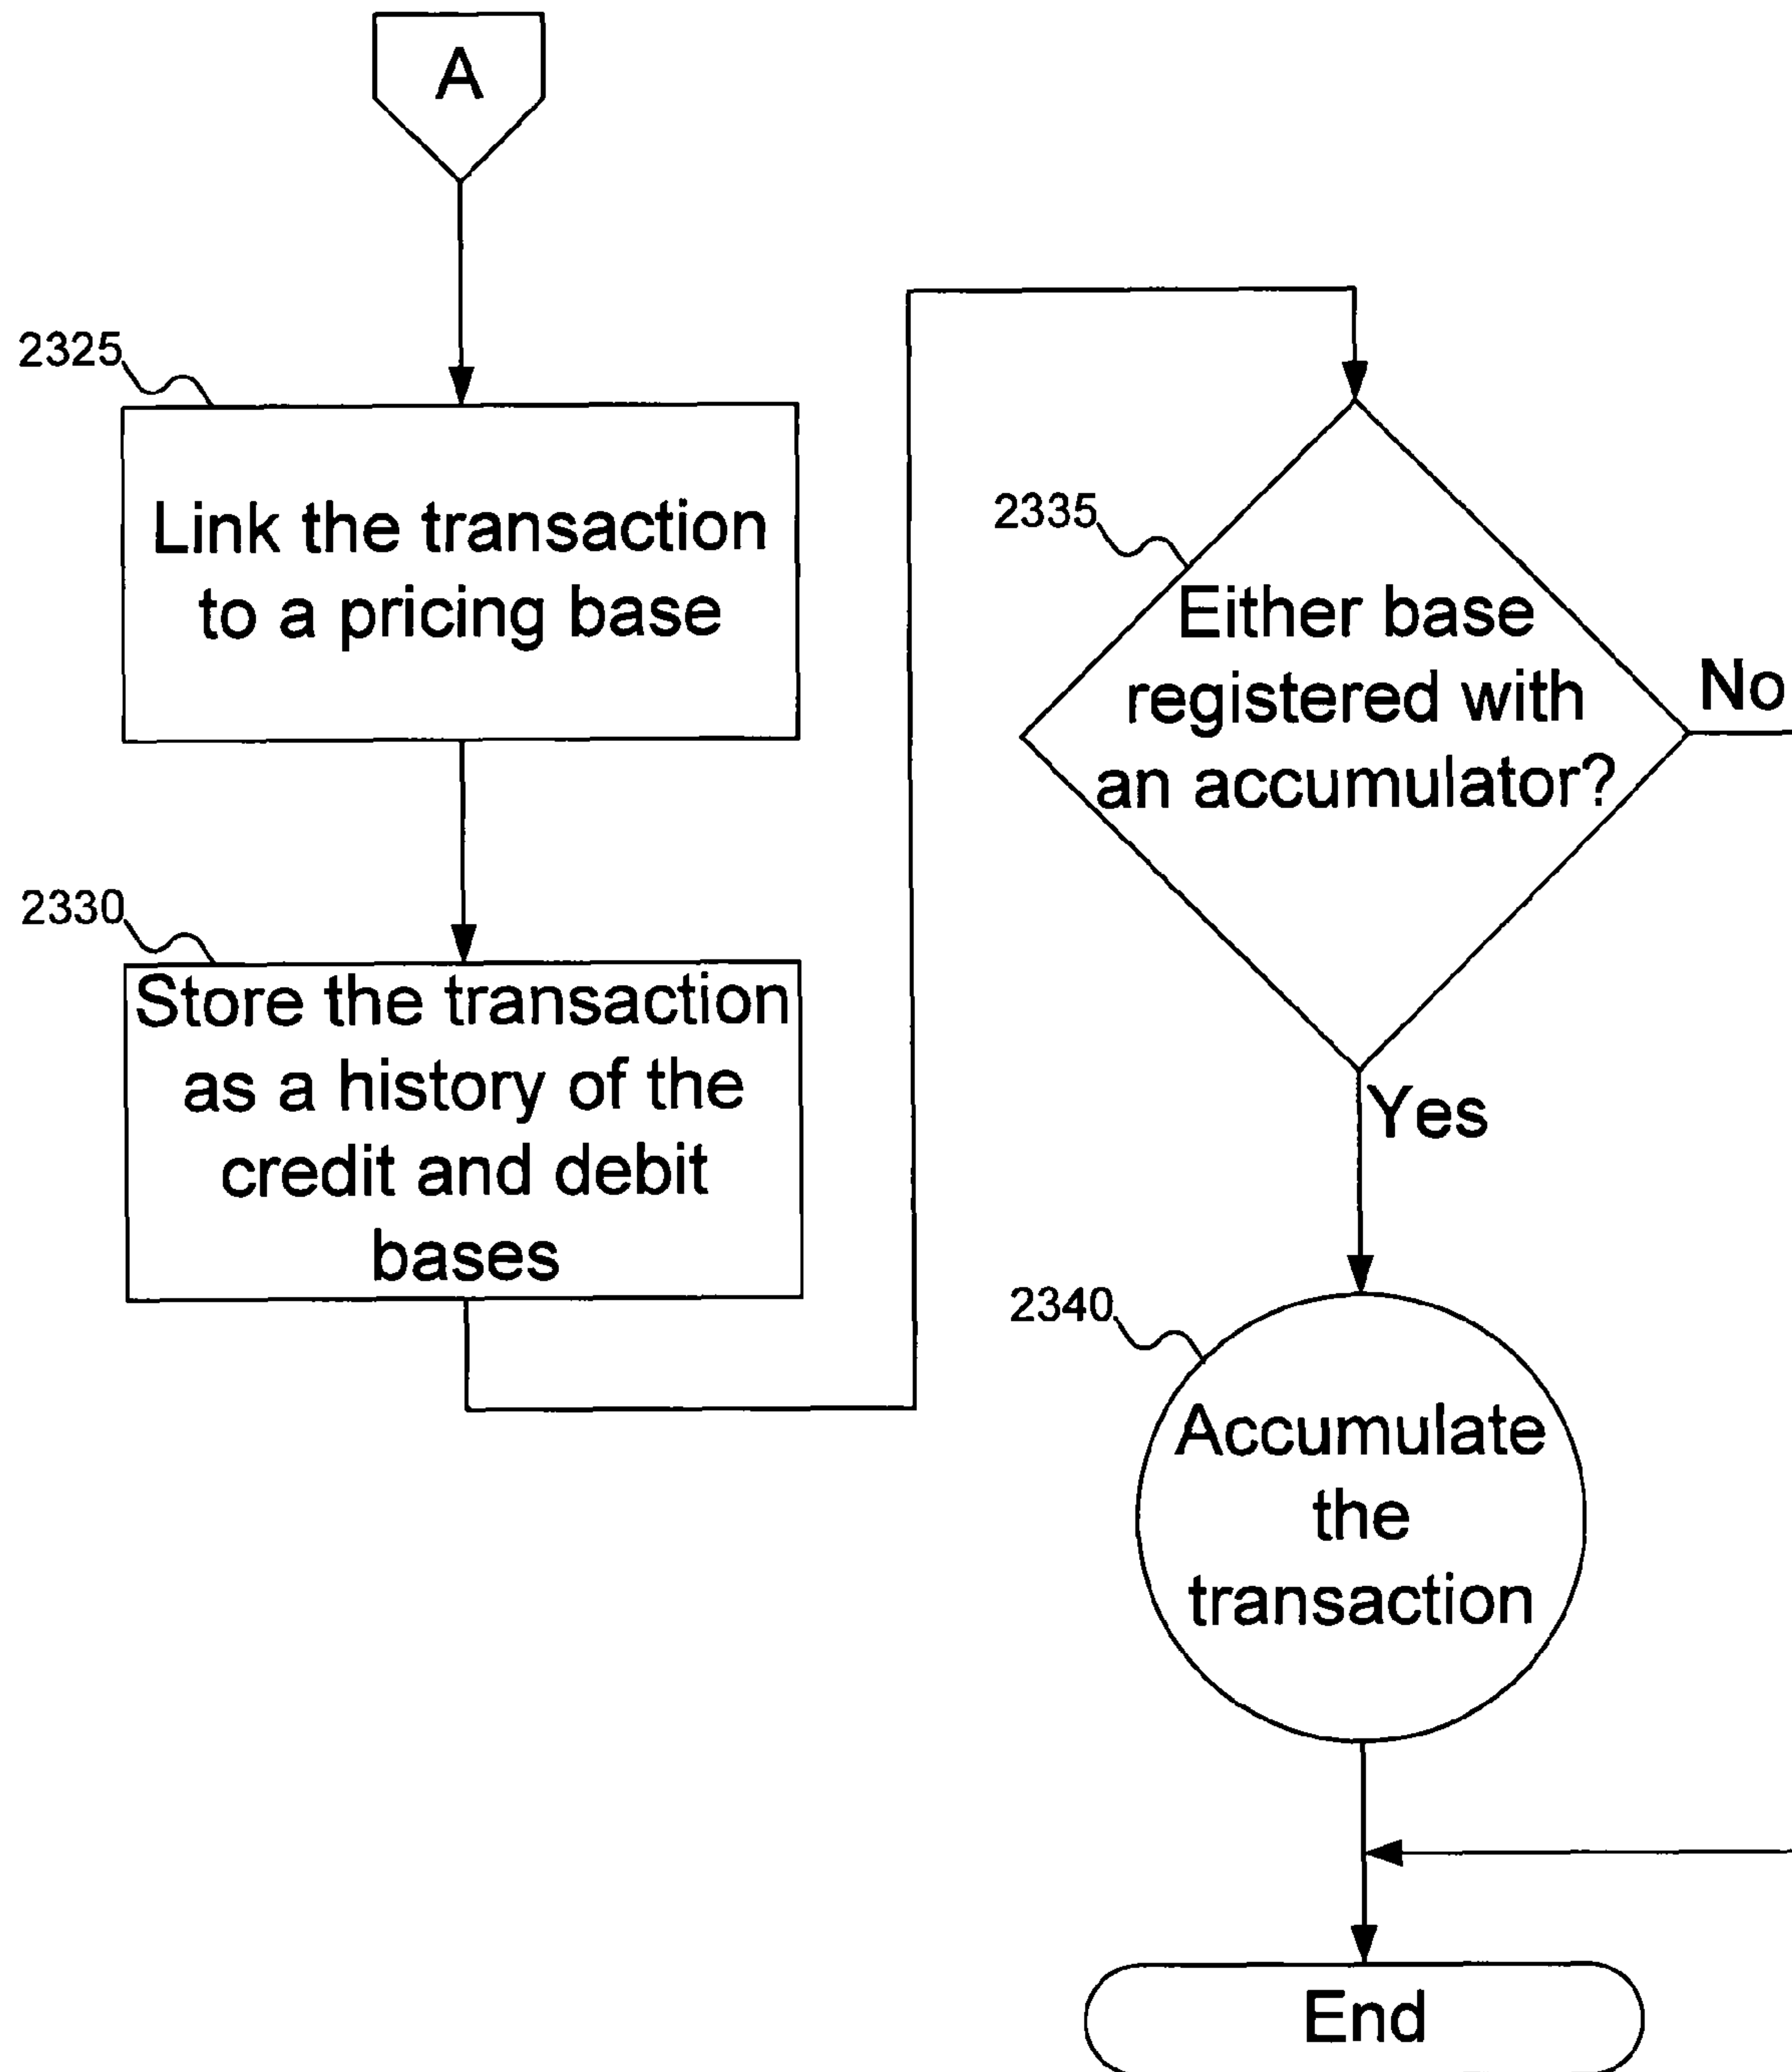 A
2325
Link the transaction
to a pricing base
2330
Store the transaction
as a history of the
credit and debit
bases
2335
Either base
registered with
an accumulator?
No
Yes
2340
Accumulate
the
transaction
End